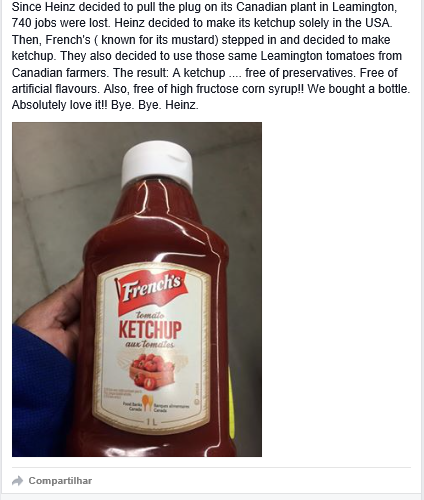 Since Heinz decided to pull the plug on its Canadian plant in Leamington,
740 jobs were lost. Heinz decided to make its ketchup solely in the USA.
Then, French's ( known for its mustard) stepped in and decided to make
ketchup. They also decided to use those same Leamington tomatoes from
Canadian farmers. The result: A ketchup .... free of preservatives. Free of
artificial flavours. Also, free of high fructose corn syrup!! We bought a bottle.
Absolutely love it!! Bye. Bye. Heinz.
French's
tomato
KETCHUP
aux tomates
Food Banks Banques alimentaires
Canada Canada
1 L
Compartilhar